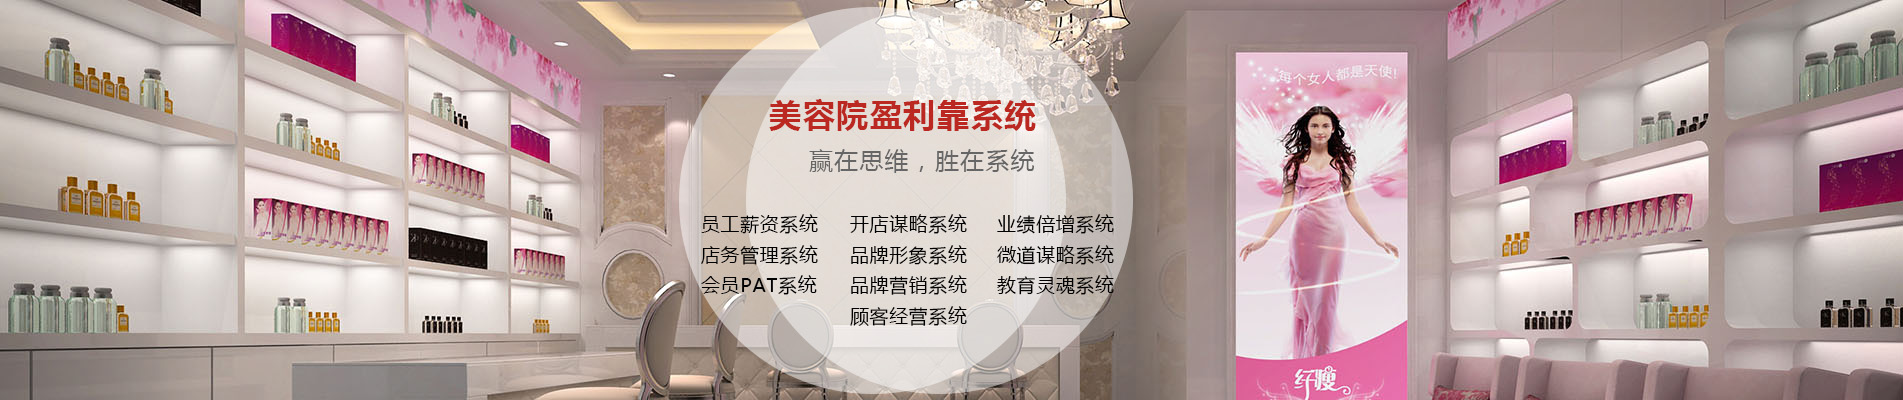 美容院盈利靠系统
赢在思维，胜在系统
员工薪资系统 开店谋略系统 业绩倍增系统
店务管理系统 品牌形象系统 微道谋略系统
会员PAT系统 品牌营销系统 教育灵魂系统
顾客经营系统
每个女人都是天使!
纤瘦